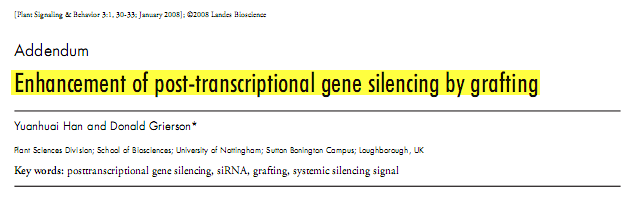 [Plant Signaling & Behavior 3:1, 30-33; January 2008]; ©2008 Landes Bioscience
Addendum
Enhancement of post-transcriptional gene silencing by grafting
Yuanhuai Han and Donald Grierson*
Plant Sciences Division; School of Biosciences; University of Nottingham; Sutton Bonington Campus; Loughborough, UK
Key words: posttranscriptional gene silencing, siRNA, grafting, systemic silencing signal